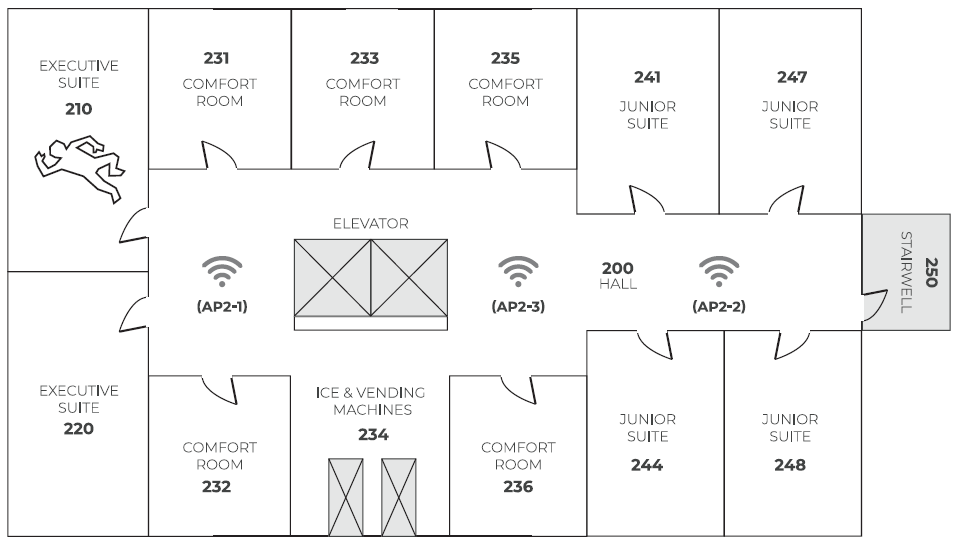 EXECUTIVE
SUITE
210
231
COMFORT
ROOM
233
COMFORT
ROOM
235
COMFORT
ROOM
241
JUNIOR
SUITE
247
JUNIOR
SUITE
ELEVATOR
(AP2-1)
(AP2-3)
200
HALL
(AP2-2)
250
STAIRWELL
EXECUTIVE
SUITE
220
COMFORT
ROOM
232
ICE & VENDING
MACHINES
234
COMFORT
ROOM
236
JUNIOR
SUITE
244
JUNIOR
SUITE
248